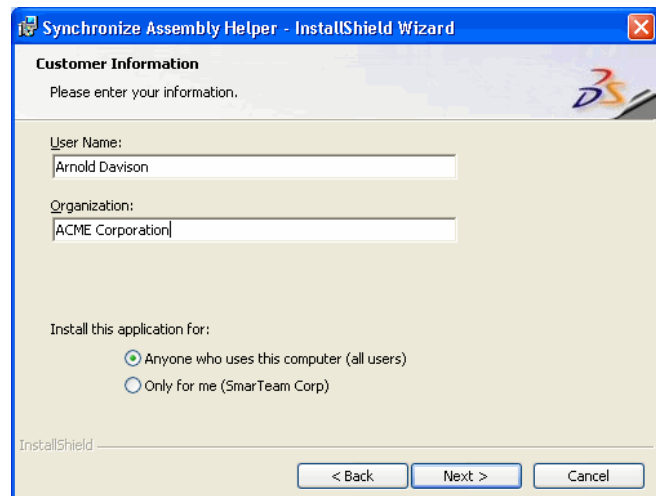 Synchronize Assembly Helper - InstallShield Wizard
Customer Information
Please enter your information.
DS
User Name:
Arnold Davison
Organization:
ACME Corporation
Install this application for:
Anyone who uses this computer (all users)
Only for me (SmarTeam Corp)
InstallShield
< Back Next > Cancel